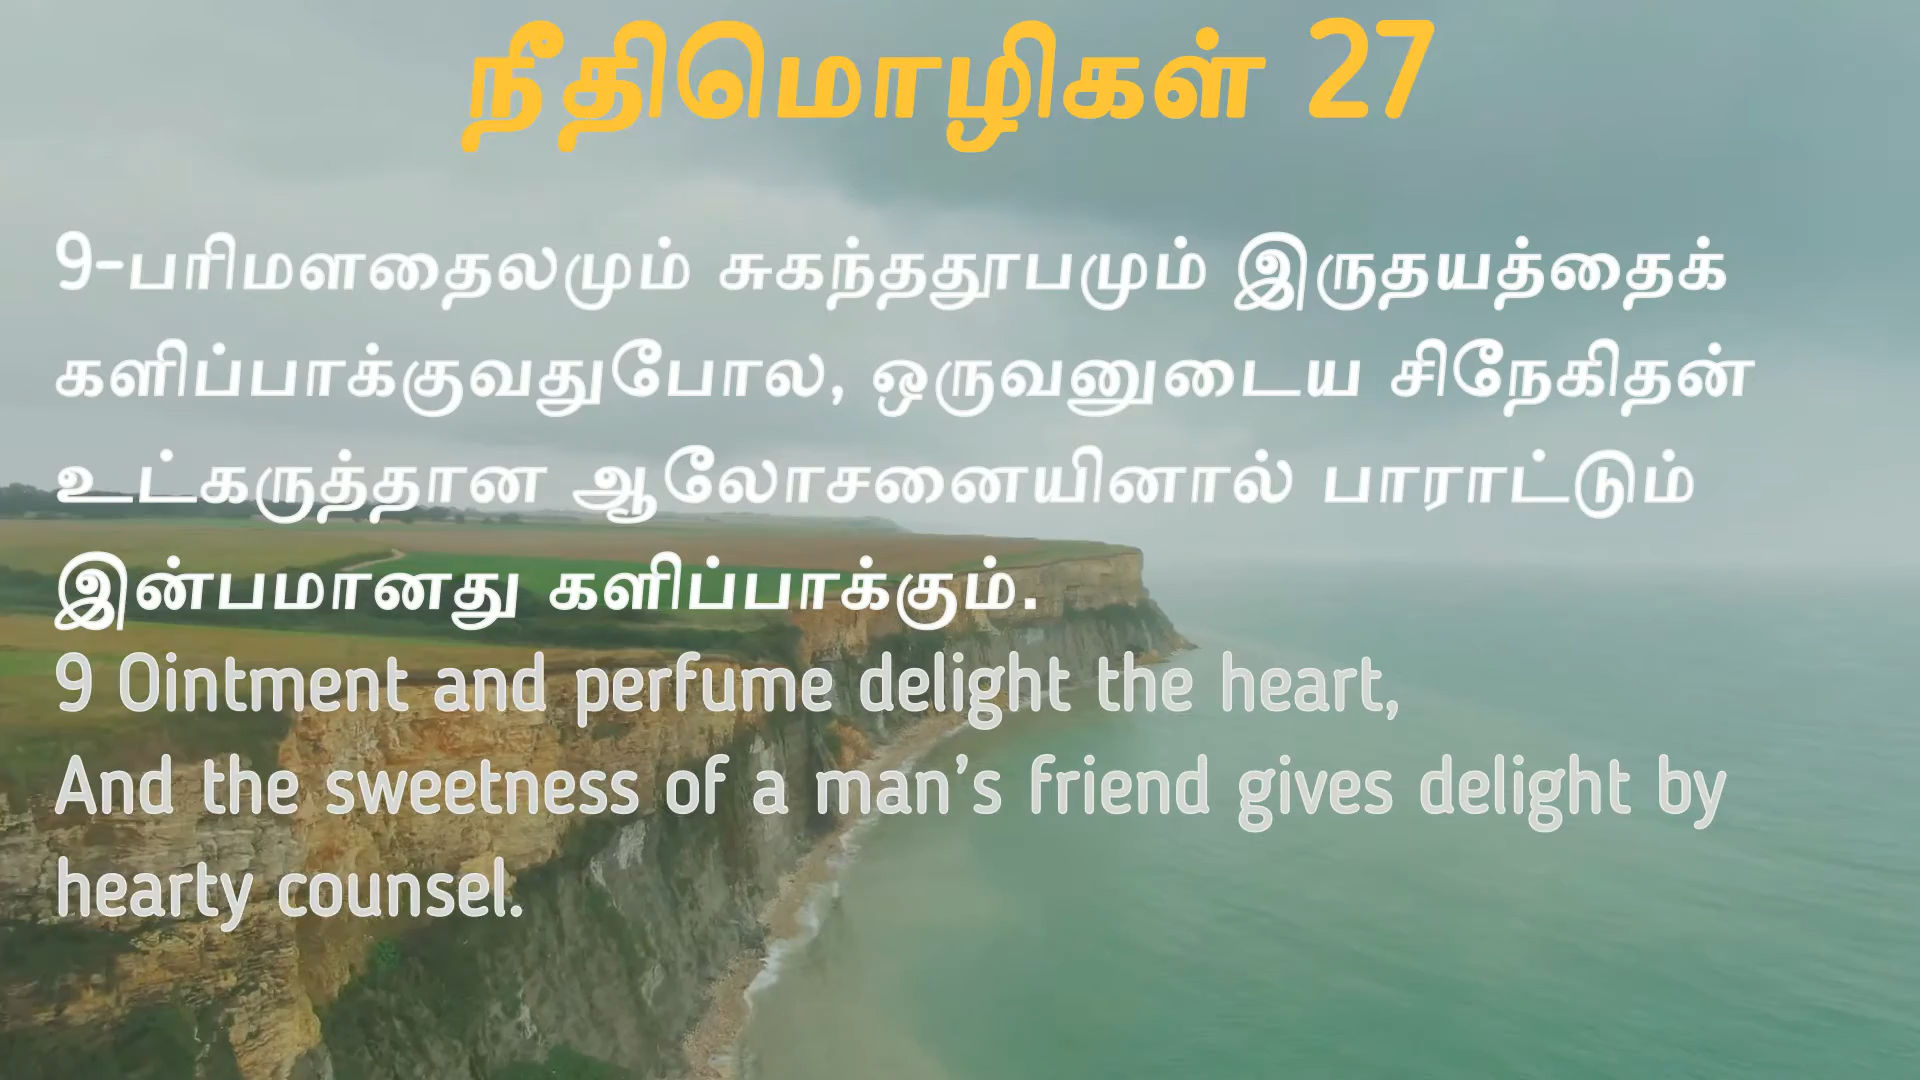 நீதிமொழிகள் 27
9-பரிமளதைலமும் சுகந்ததூபமும் இருதயத்தைக்
களிப்பாக்குவதுபோல, ஒருவனுடைய சிநேகிதன்
உட்கருத்தான ஆலோசனையினால் பாராட்டும்
இன்பமானது களிப்பாக்கும்.
9 Ointment and perfume delight the heart,
And the sweetness of a man’s friend gives delight by
hearty counsel.